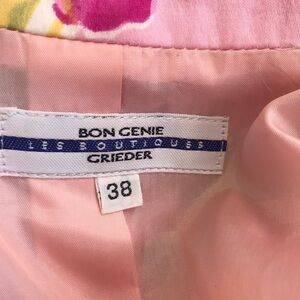 BON GENIE
LES BOUTIQUES
GRIEDER
38